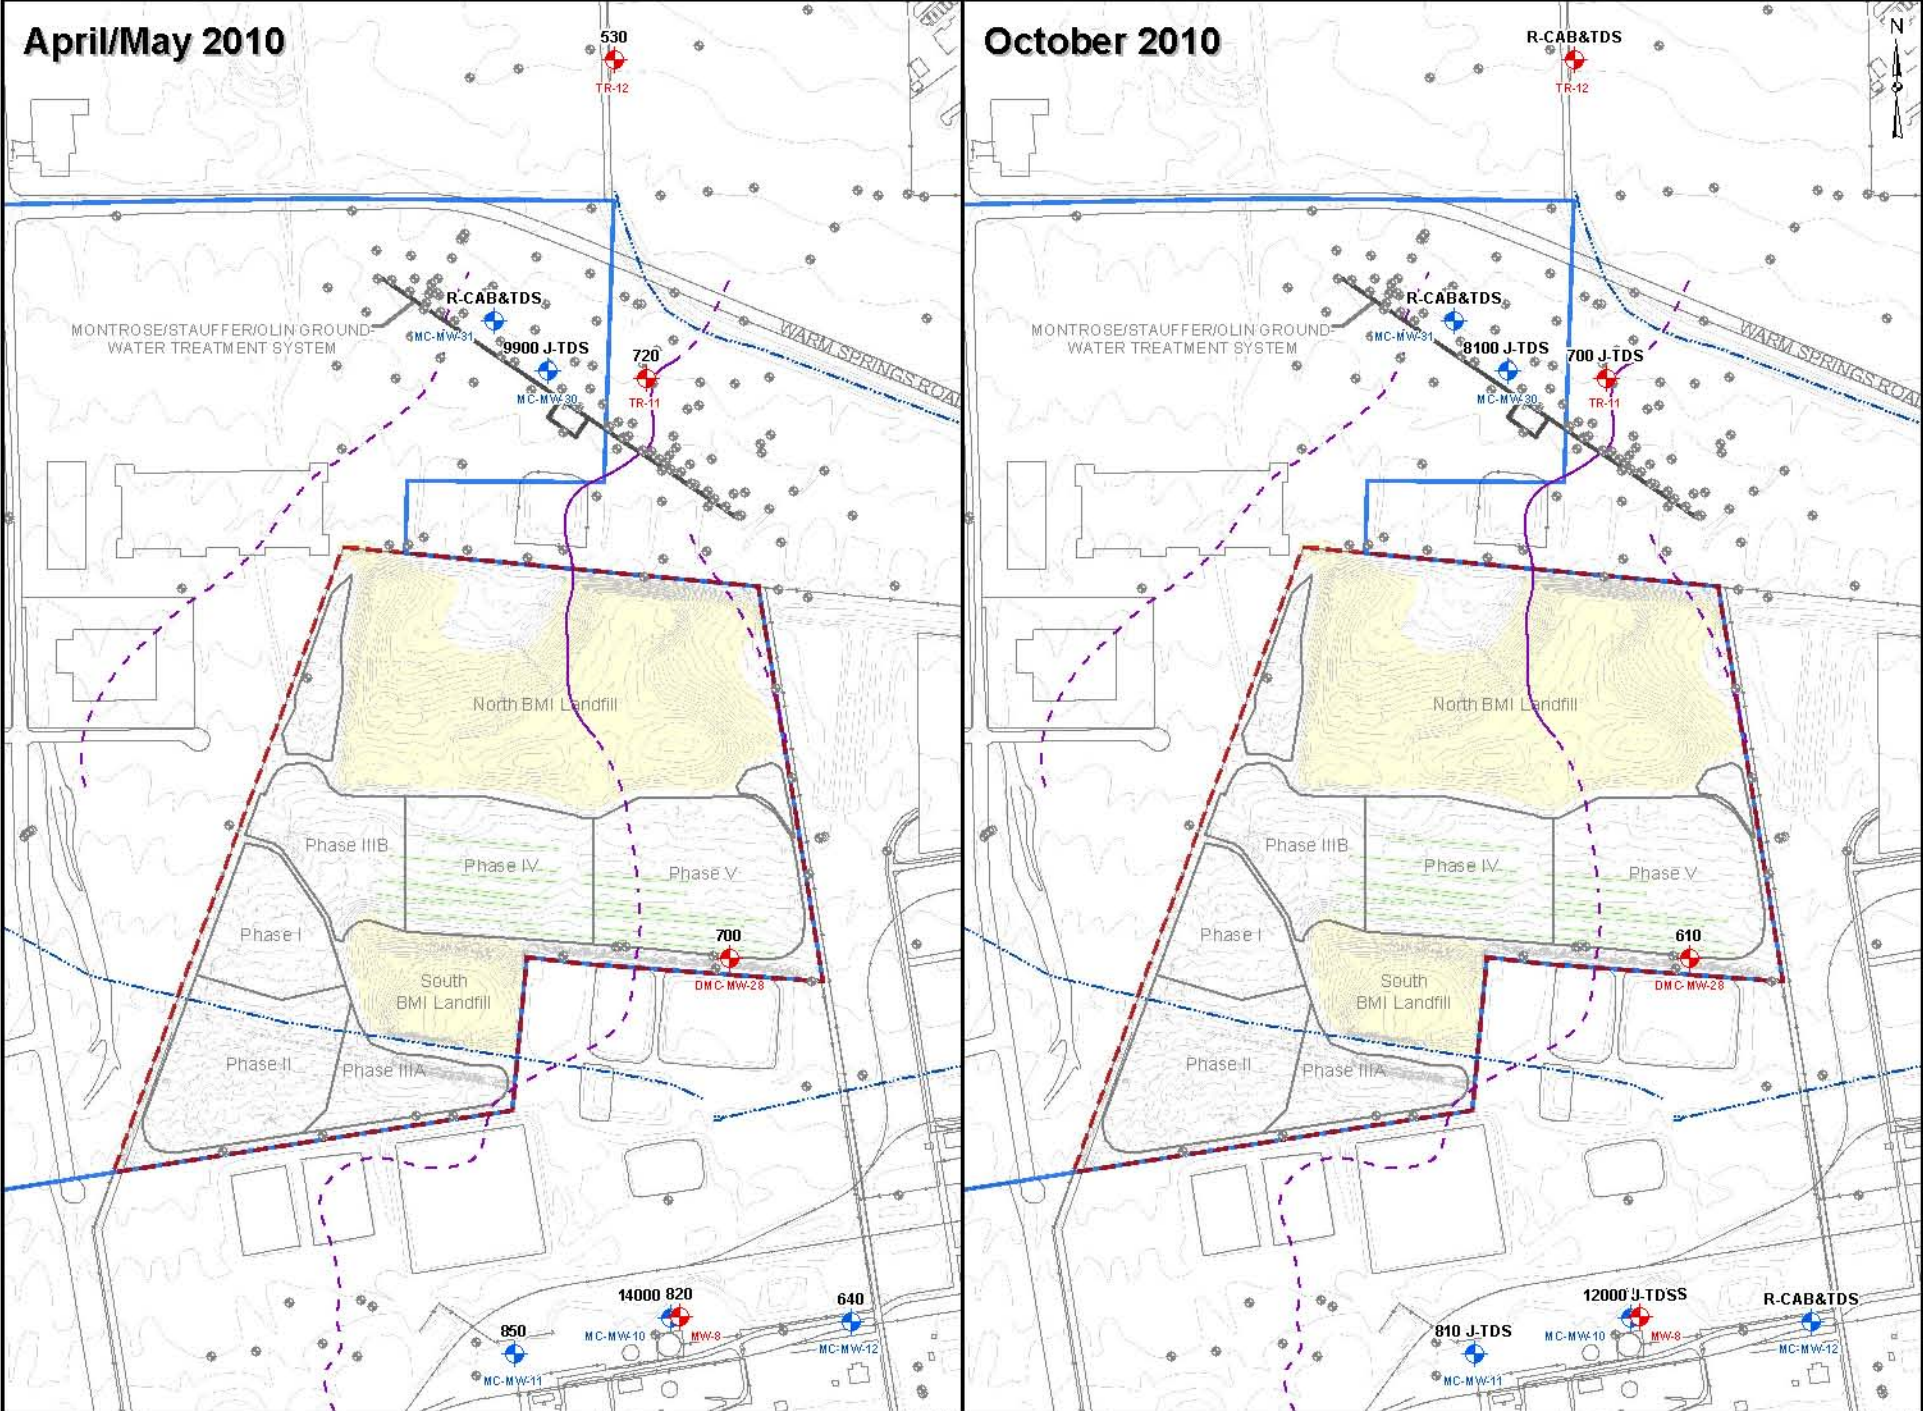 April/May 2010
530
TR-12
R-CAB&TDS
MC-MW-31
MONTROSE/STAUFFER/OLIN GROUND-
WATER TREATMENT SYSTEM
9900 J-TDS
MC-MW-30
720
TR-11
WARM SPRINGS ROAD
North BMI Landfill
Phase IIIB
Phase IV
Phase V
Phase I
700
DMC-MW-28
South
BMI Landfill
Phase II
Phase IIIA
14000 820
MC-MW-10
MW-8
640
MC-MW-12
850
MC-MW-11
October 2010
N
R-CAB&TDS
TR-12
R-CAB&TDS
MC-MW-31
MONTROSE/STAUFFER/OLIN GROUND-
WATER TREATMENT SYSTEM
8100 J-TDS
MC-MW-30
700 J-TDS
TR-11
WARM SPRINGS ROAD
North BMI Landfill
Phase IIIB
Phase IV
Phase V
Phase I
610
DMC-MW-28
South
BMI Landfill
Phase II
Phase IIIA
MC-MW-10
MW-8
R-CAB&TDS
MC-MW-12
810 J-TDS
MC-MW-11